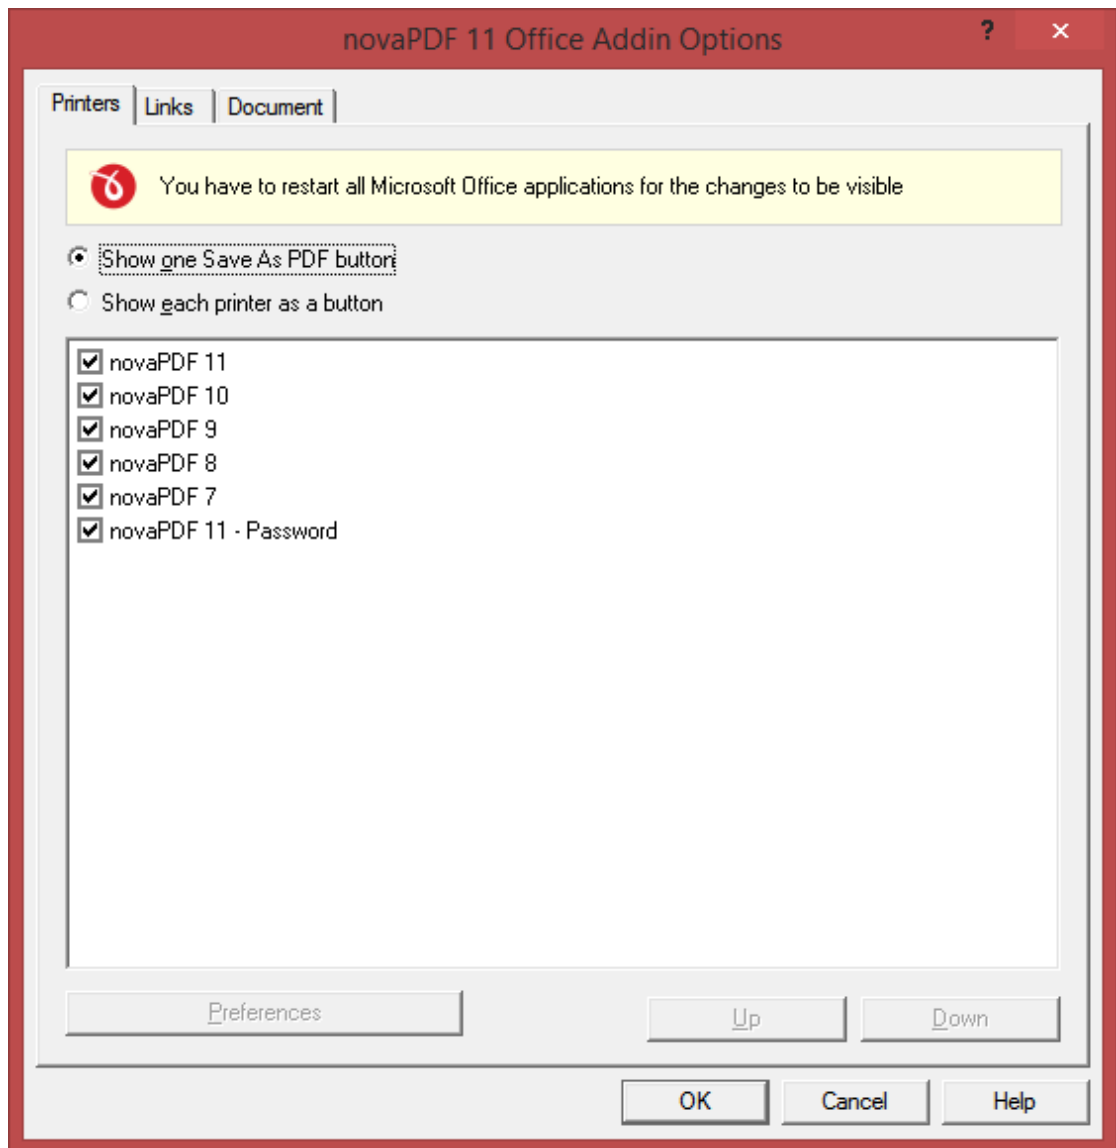 novaPDF 11 Office Addin Options
?
Printers
Links
Document
You have to restart all Microsoft Office applications for the changes to be visible
Show one Save As PDF button
Show each printer as a button
novaPDF 11
novaPDF 10
novaPDF 9
novaPDF 8
novaPDF 7
novaPDF 11 - Password
Preferences
Up
Down
OK
Cancel
Help